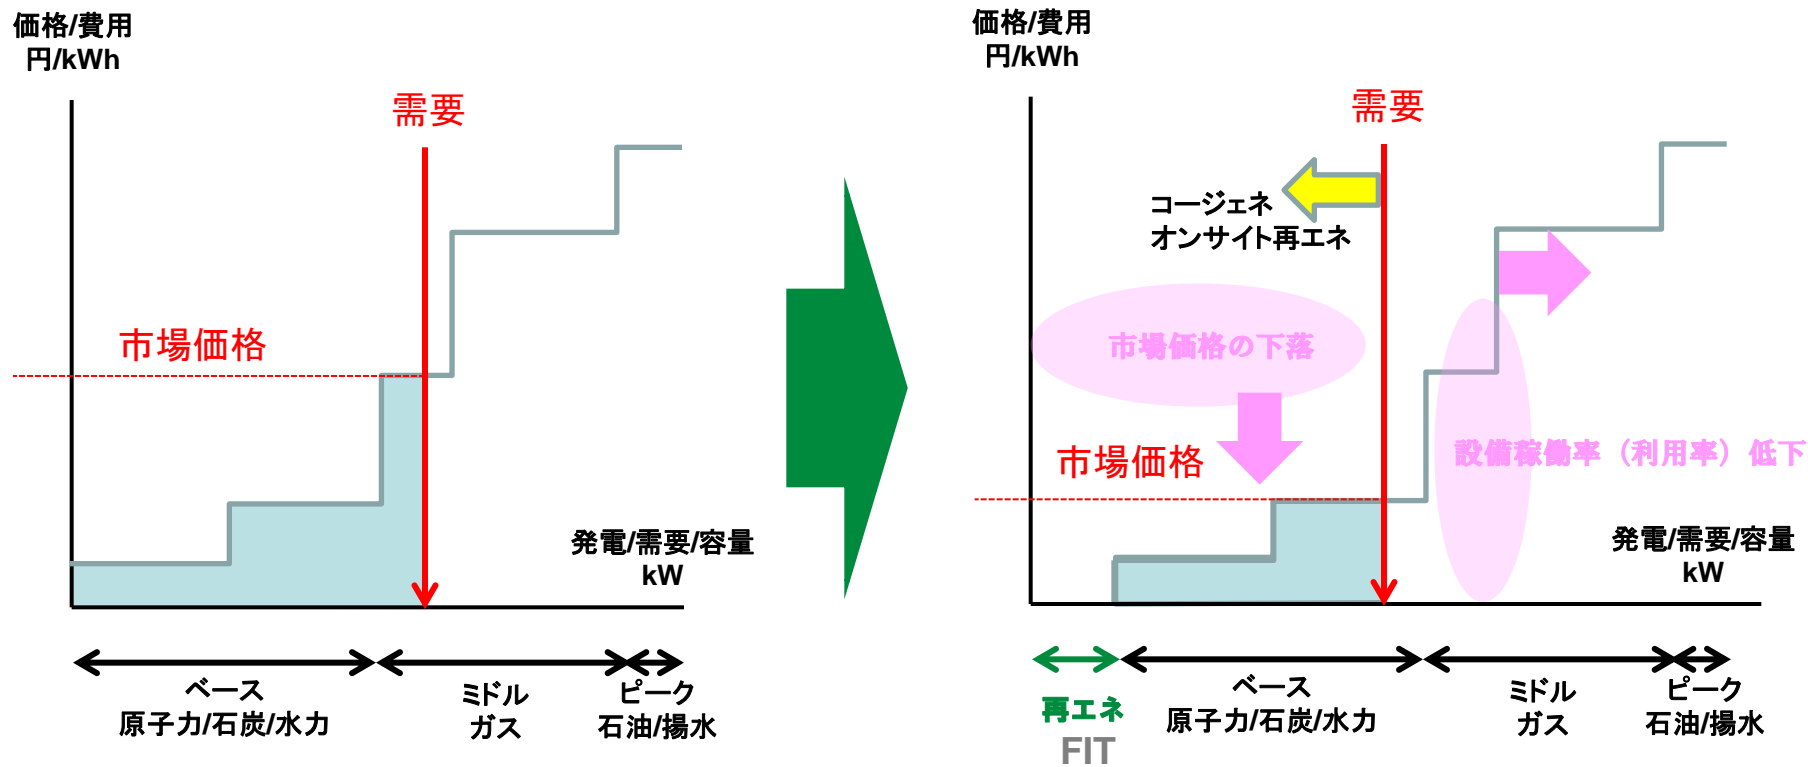 価格/費用
円/kWh
需要
市場価格
発電/需要/容量
kW
ベース
原子力/石炭/水力
ミドル
ガス
ピーク
石油/揚水
価格/費用
円/kWh
需要
コージェネ
オンサイト再エネ
市場価格の下落
市場価格
設備稼働率（利用率）低下
発電/需要/容量
kW
再エネ
FIT
ベース
原子力/石炭/水力
ミドル
ガス
ピーク
石油/揚水